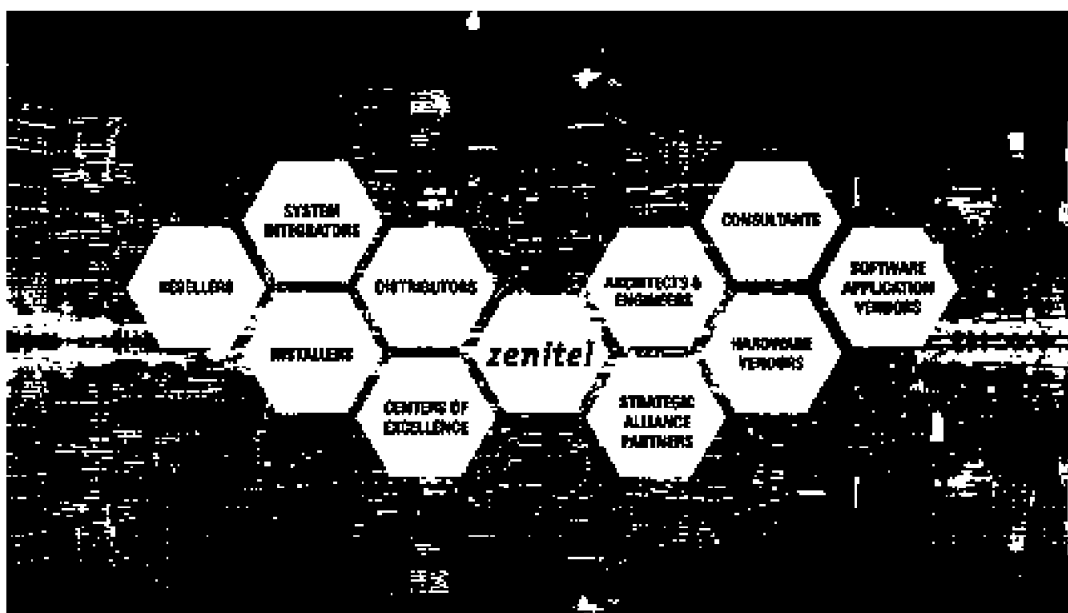 SYSTEM
INTEGRATORS
CONSULTANTS
RESELLERS
DISTRIBUTORS
ARCHITECTS &
ENGINEERS
SOFTWARE
APPLICATION
VENDORS
INSTALLERS
zenitel
HARDWARE
VENDORS
CENTERS OF
EXCELLENCE
STRATEGIC
ALLIANCE
PARTNERS